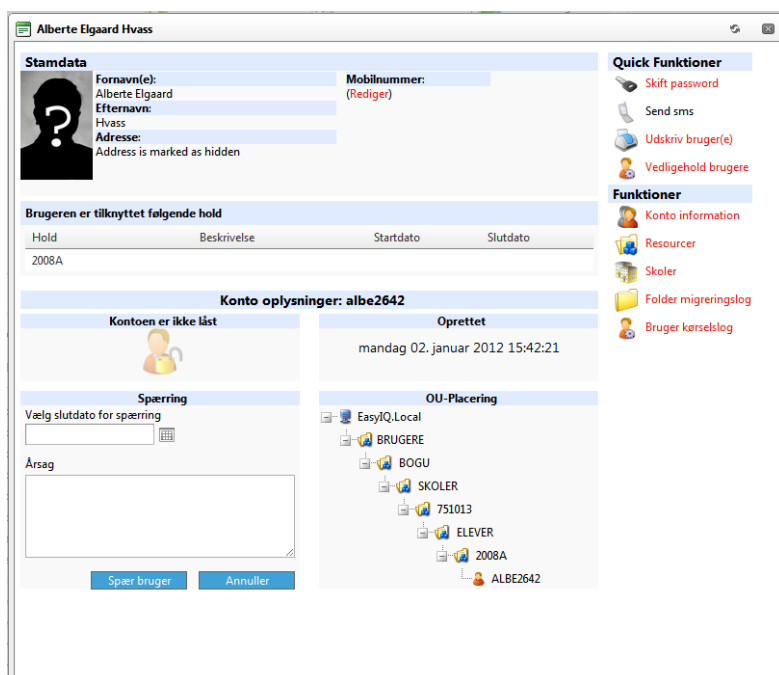 Alberte Elgaard Hvass
Stamdata
Fornavn(e):
Alberte Elgaard
Efternavn:
Hvass
Adresse:
Address is marked as hidden
Mobilnummer:
(Rediger)
Brugeren er tilknyttet følgende hold
Hold Beskrivelse Startdato Slutdato
2008A
Konto oplysninger: albe2642
Kontoen er ikke låst
Oprettet
mandag 02. januar 2012 15:42:21
Spærring
Vælg slutdato for spærring
Årsag
Spær bruger Annuller
OU-Placering
EasyIQ.Local
BRUGERE
BOGU
SKOLER
751013
ELEVER
2008A
ALBE2642
Quick Funktioner
Skift password
Send sms
Udskriv bruger(e)
Vedligehold brugere
Funktioner
Konto information
Resourcer
Skoler
Folder migreringslog
Bruger kørselslog